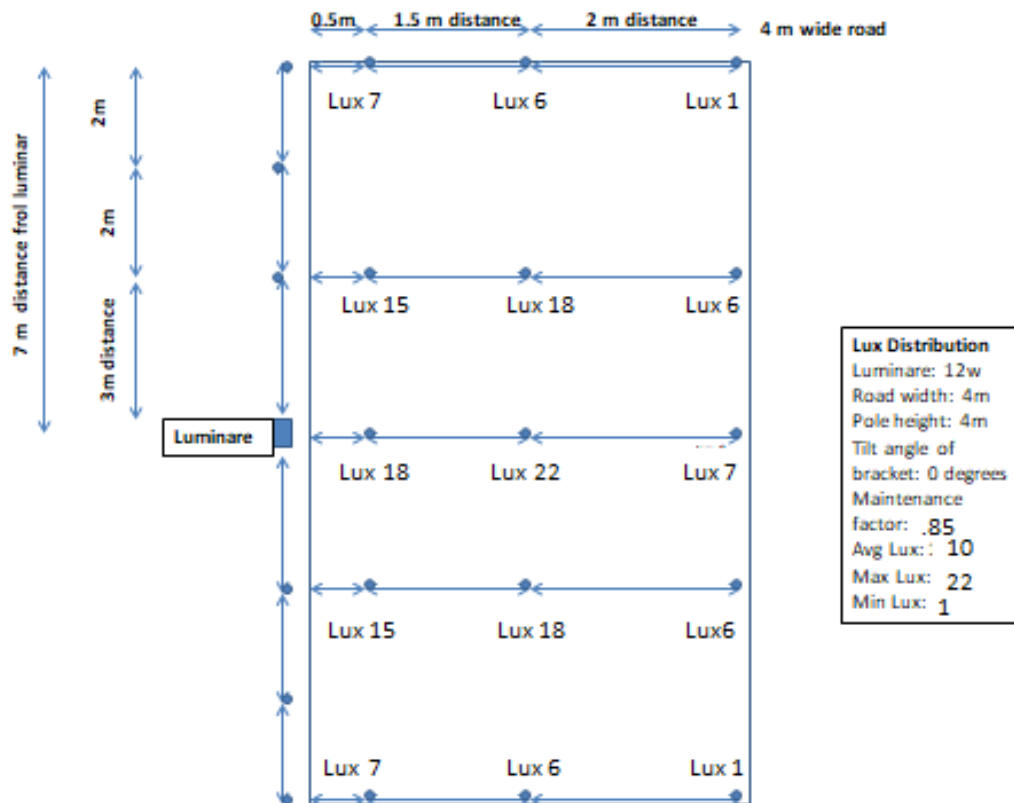 0.5m
1.5 m distance
2 m distance
4 m wide road
Lux 7
Lux 6
Lux 1
2m
7 m distance frol luminar
2m
Lux 15
Lux 18
Lux 6
3m distance
Luminare
Lux 18
Lux 22
Lux 7
Lux Distribution
Luminare: 12w
Road width: 4m
Pole height: 4m
Tilt angle of
bracket: 0 degrees
Maintenance
factor: .85
Avg Lux: : 10
Max Lux: 22
Min Lux: 1
Lux 15
Lux 18
Lux6
Lux 7
Lux 6
Lux 1